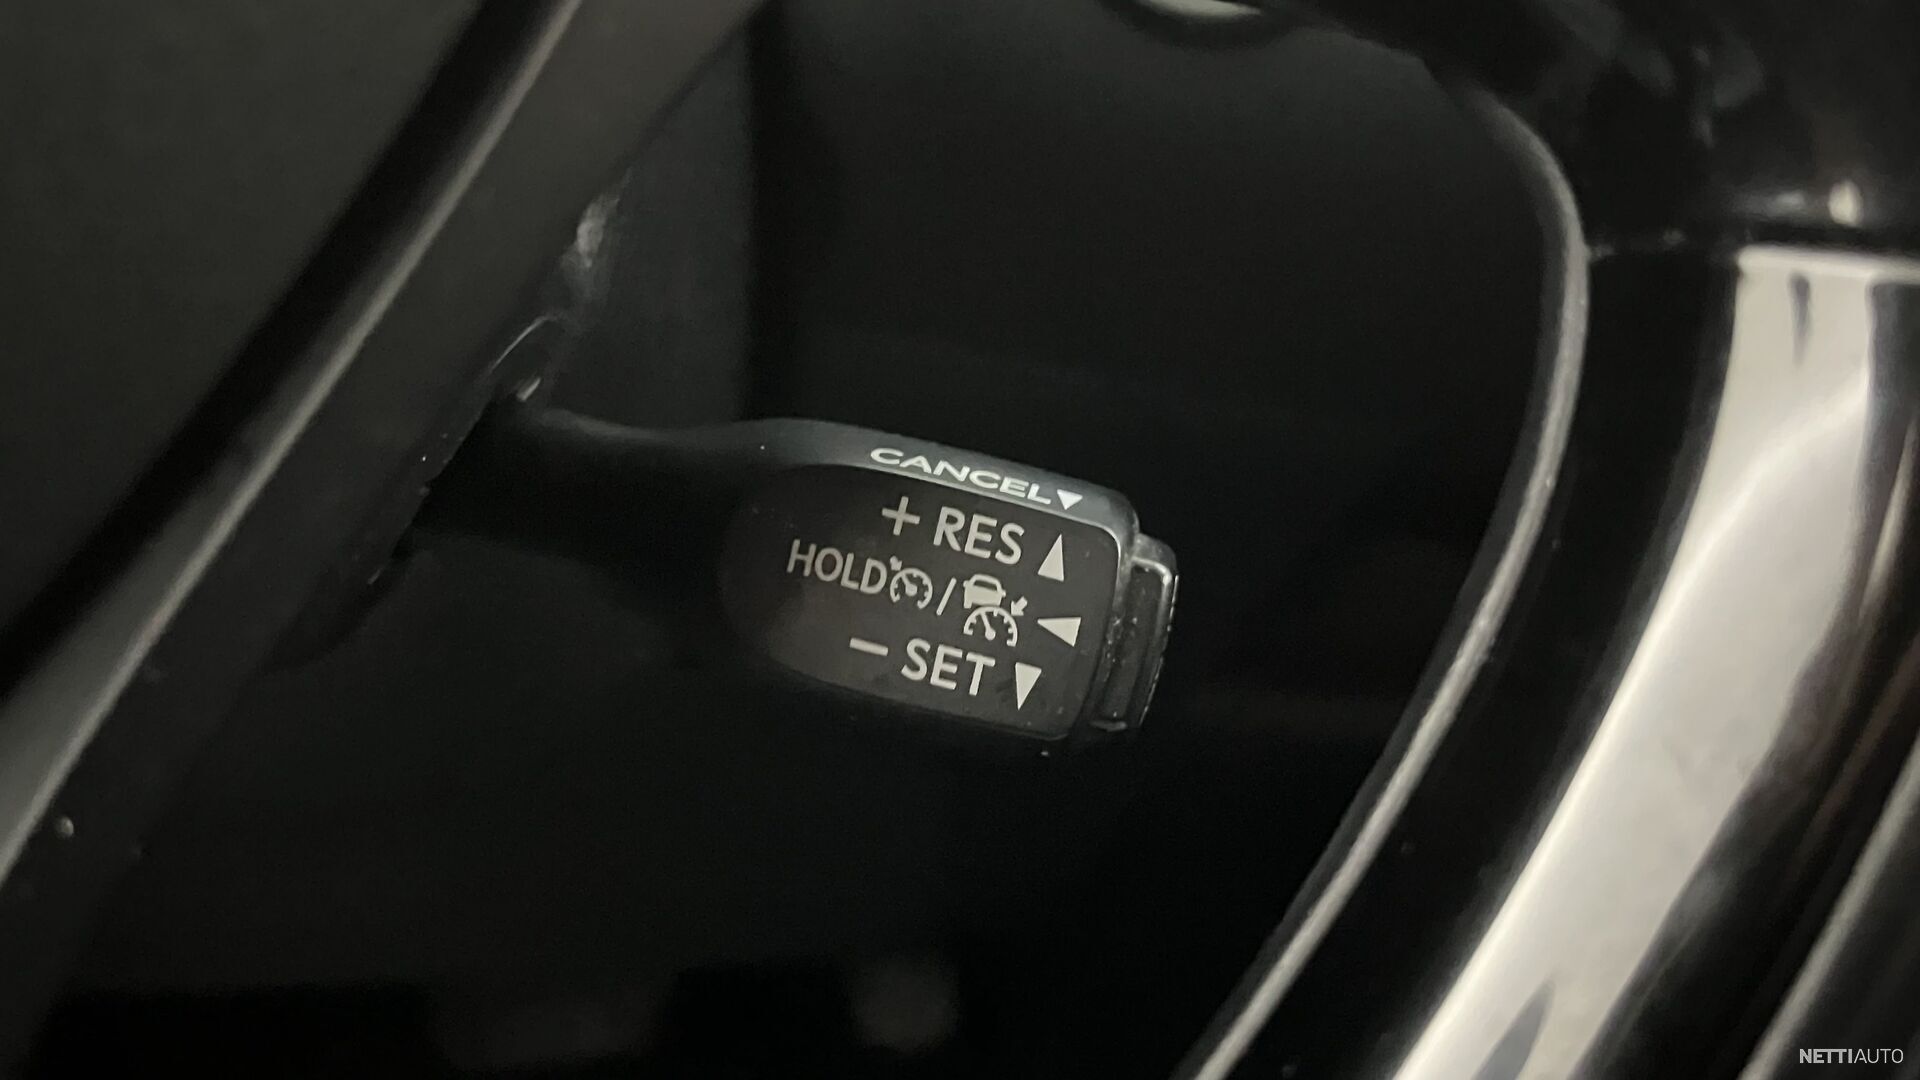 CANCEL▼
+ RES ▲
HOLD / ◀
− SET ▼
NETTIAUTO